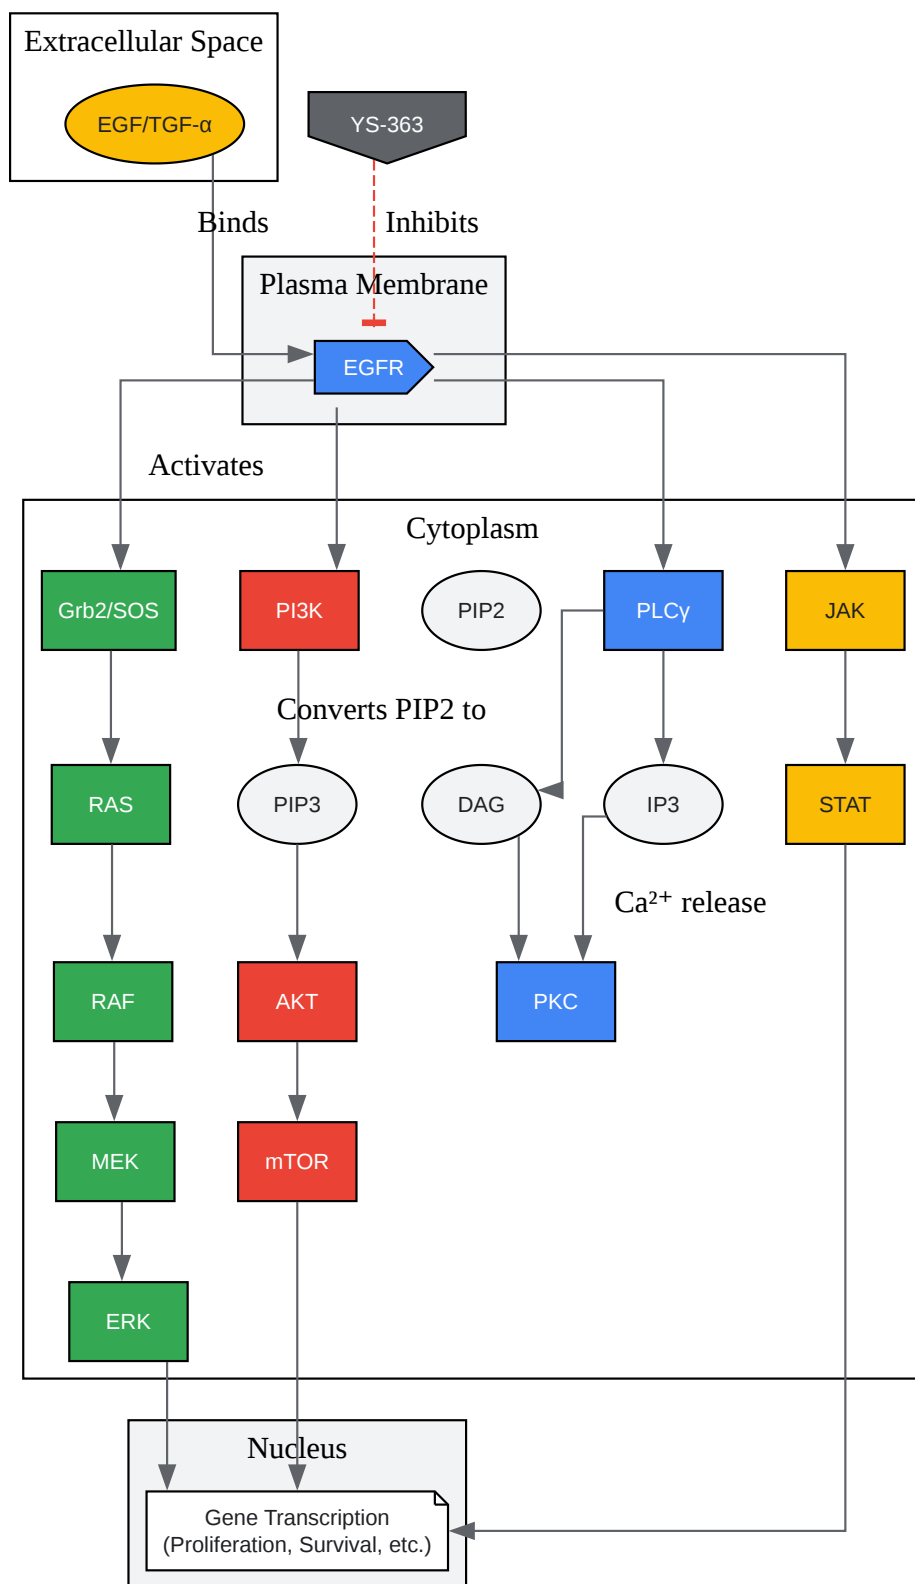 Extracellular Space
EGF/TGF-α
YS-363
Binds
Inhibits
Plasma Membrane
EGFR
Activates
Cytoplasm
Grb2/SOS
PI3K
PIP2
PLCγ
JAK
Converts PIP2 to
RAS
PIP3
DAG
IP3
STAT
Ca²⁺ release
RAF
AKT
PKC
MEK
mTOR
ERK
Nucleus
Gene Transcription
(Proliferation, Survival, etc.)